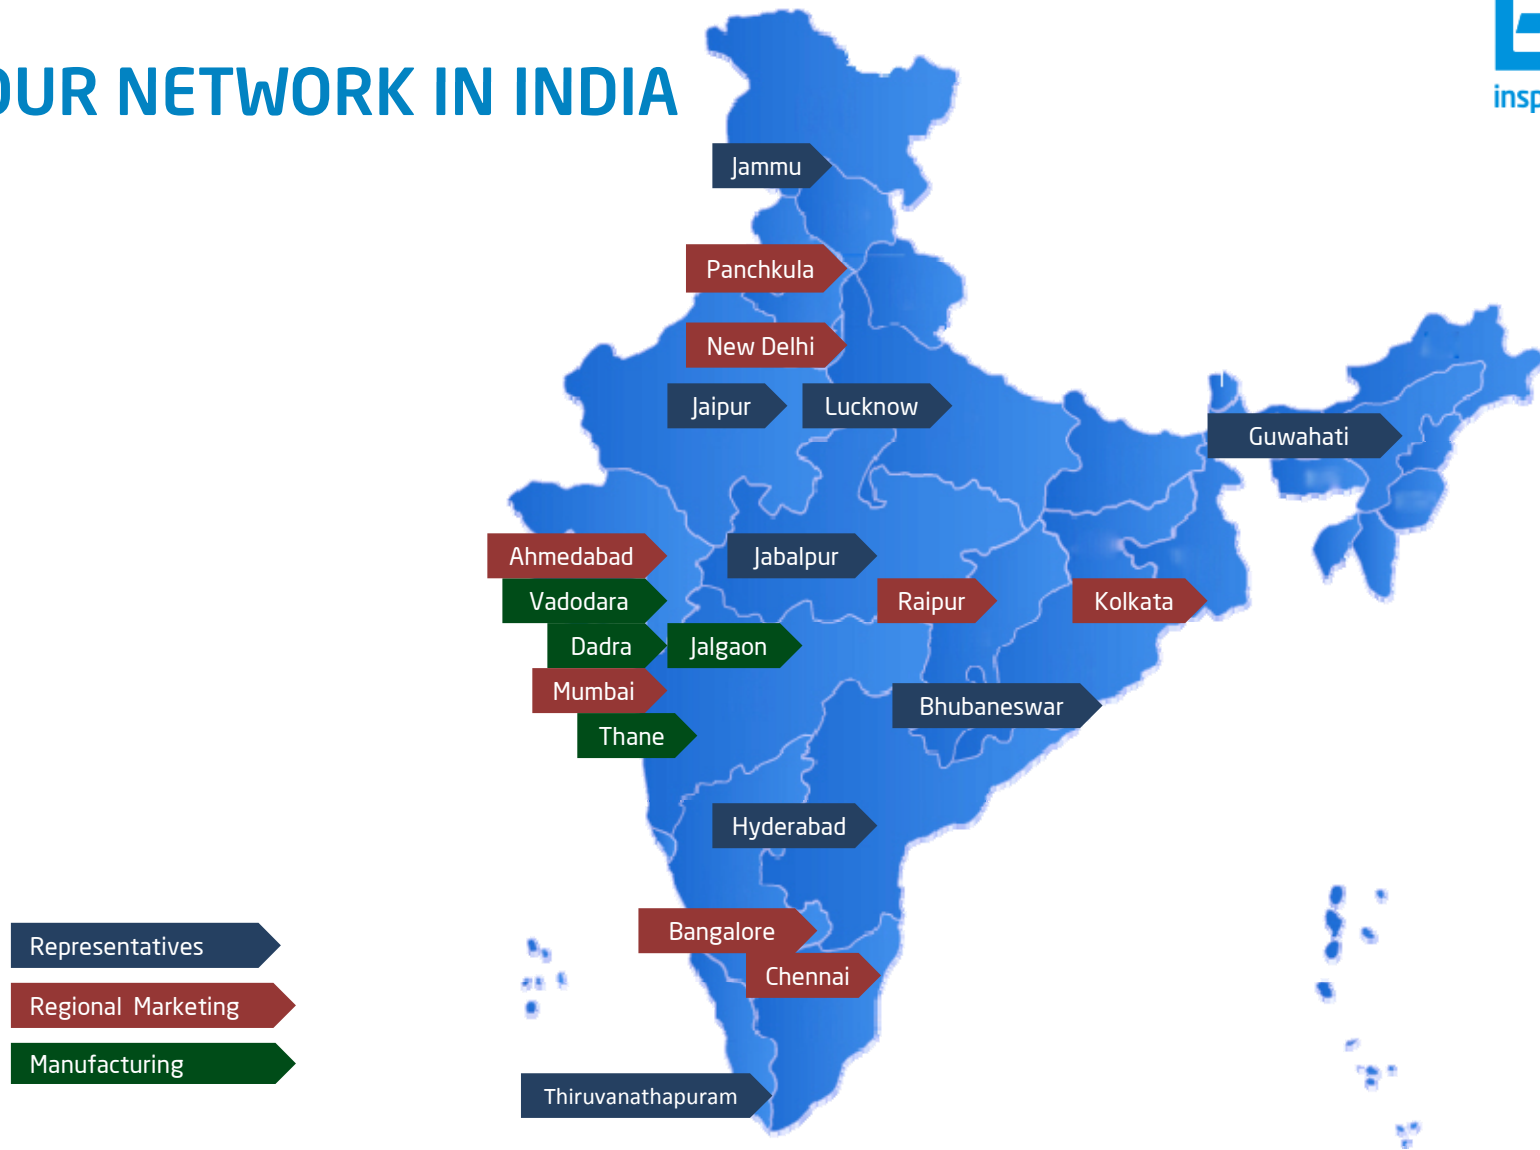 OUR NETWORK IN INDIA
Jammu
Panchkula
New Delhi
Jaipur
Lucknow
Guwahati
Ahmedabad
Jabalpur
Vadodara
Raipur
Kolkata
Dadra
Jalgaon
Mumbai
Bhubaneswar
Thane
Hyderabad
Bangalore
Representatives
Chennai
Regional Marketing
Manufacturing
Thiruvanathapuram